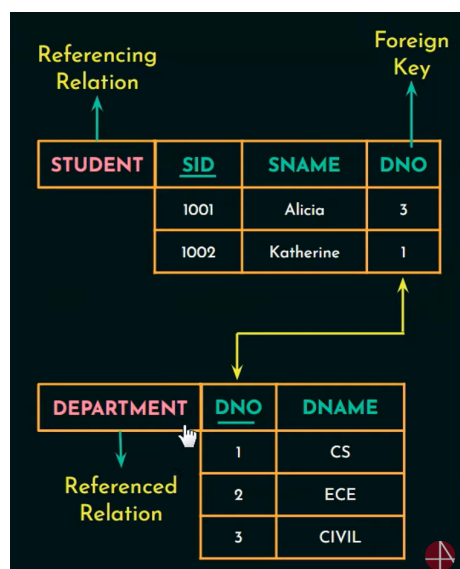 Referencing
Relation
Foreign
Key
STUDENT SID SNAME DNO
1001 Alicia 3
1002 Katherine 1
DEPARTMENT DNO DNAME
1 CS
2 ECE
3 CIVIL
Referenced
Relation